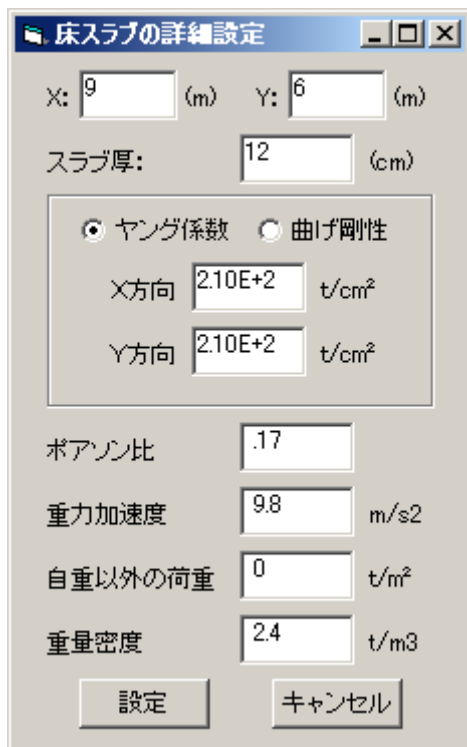 床スラブの詳細設定
X: 9 (m) Y: 6 (m)
スラブ厚: 12 (cm)
ヤング係数 曲げ剛性
X方向 2.10E+2 t/cm²
Y方向 2.10E+2 t/cm²
ポアソン比 .17
重力加速度 9.8 m/s2
自重以外の荷重 0 t/m²
重量密度 2.4 t/m3
設定 キャンセル